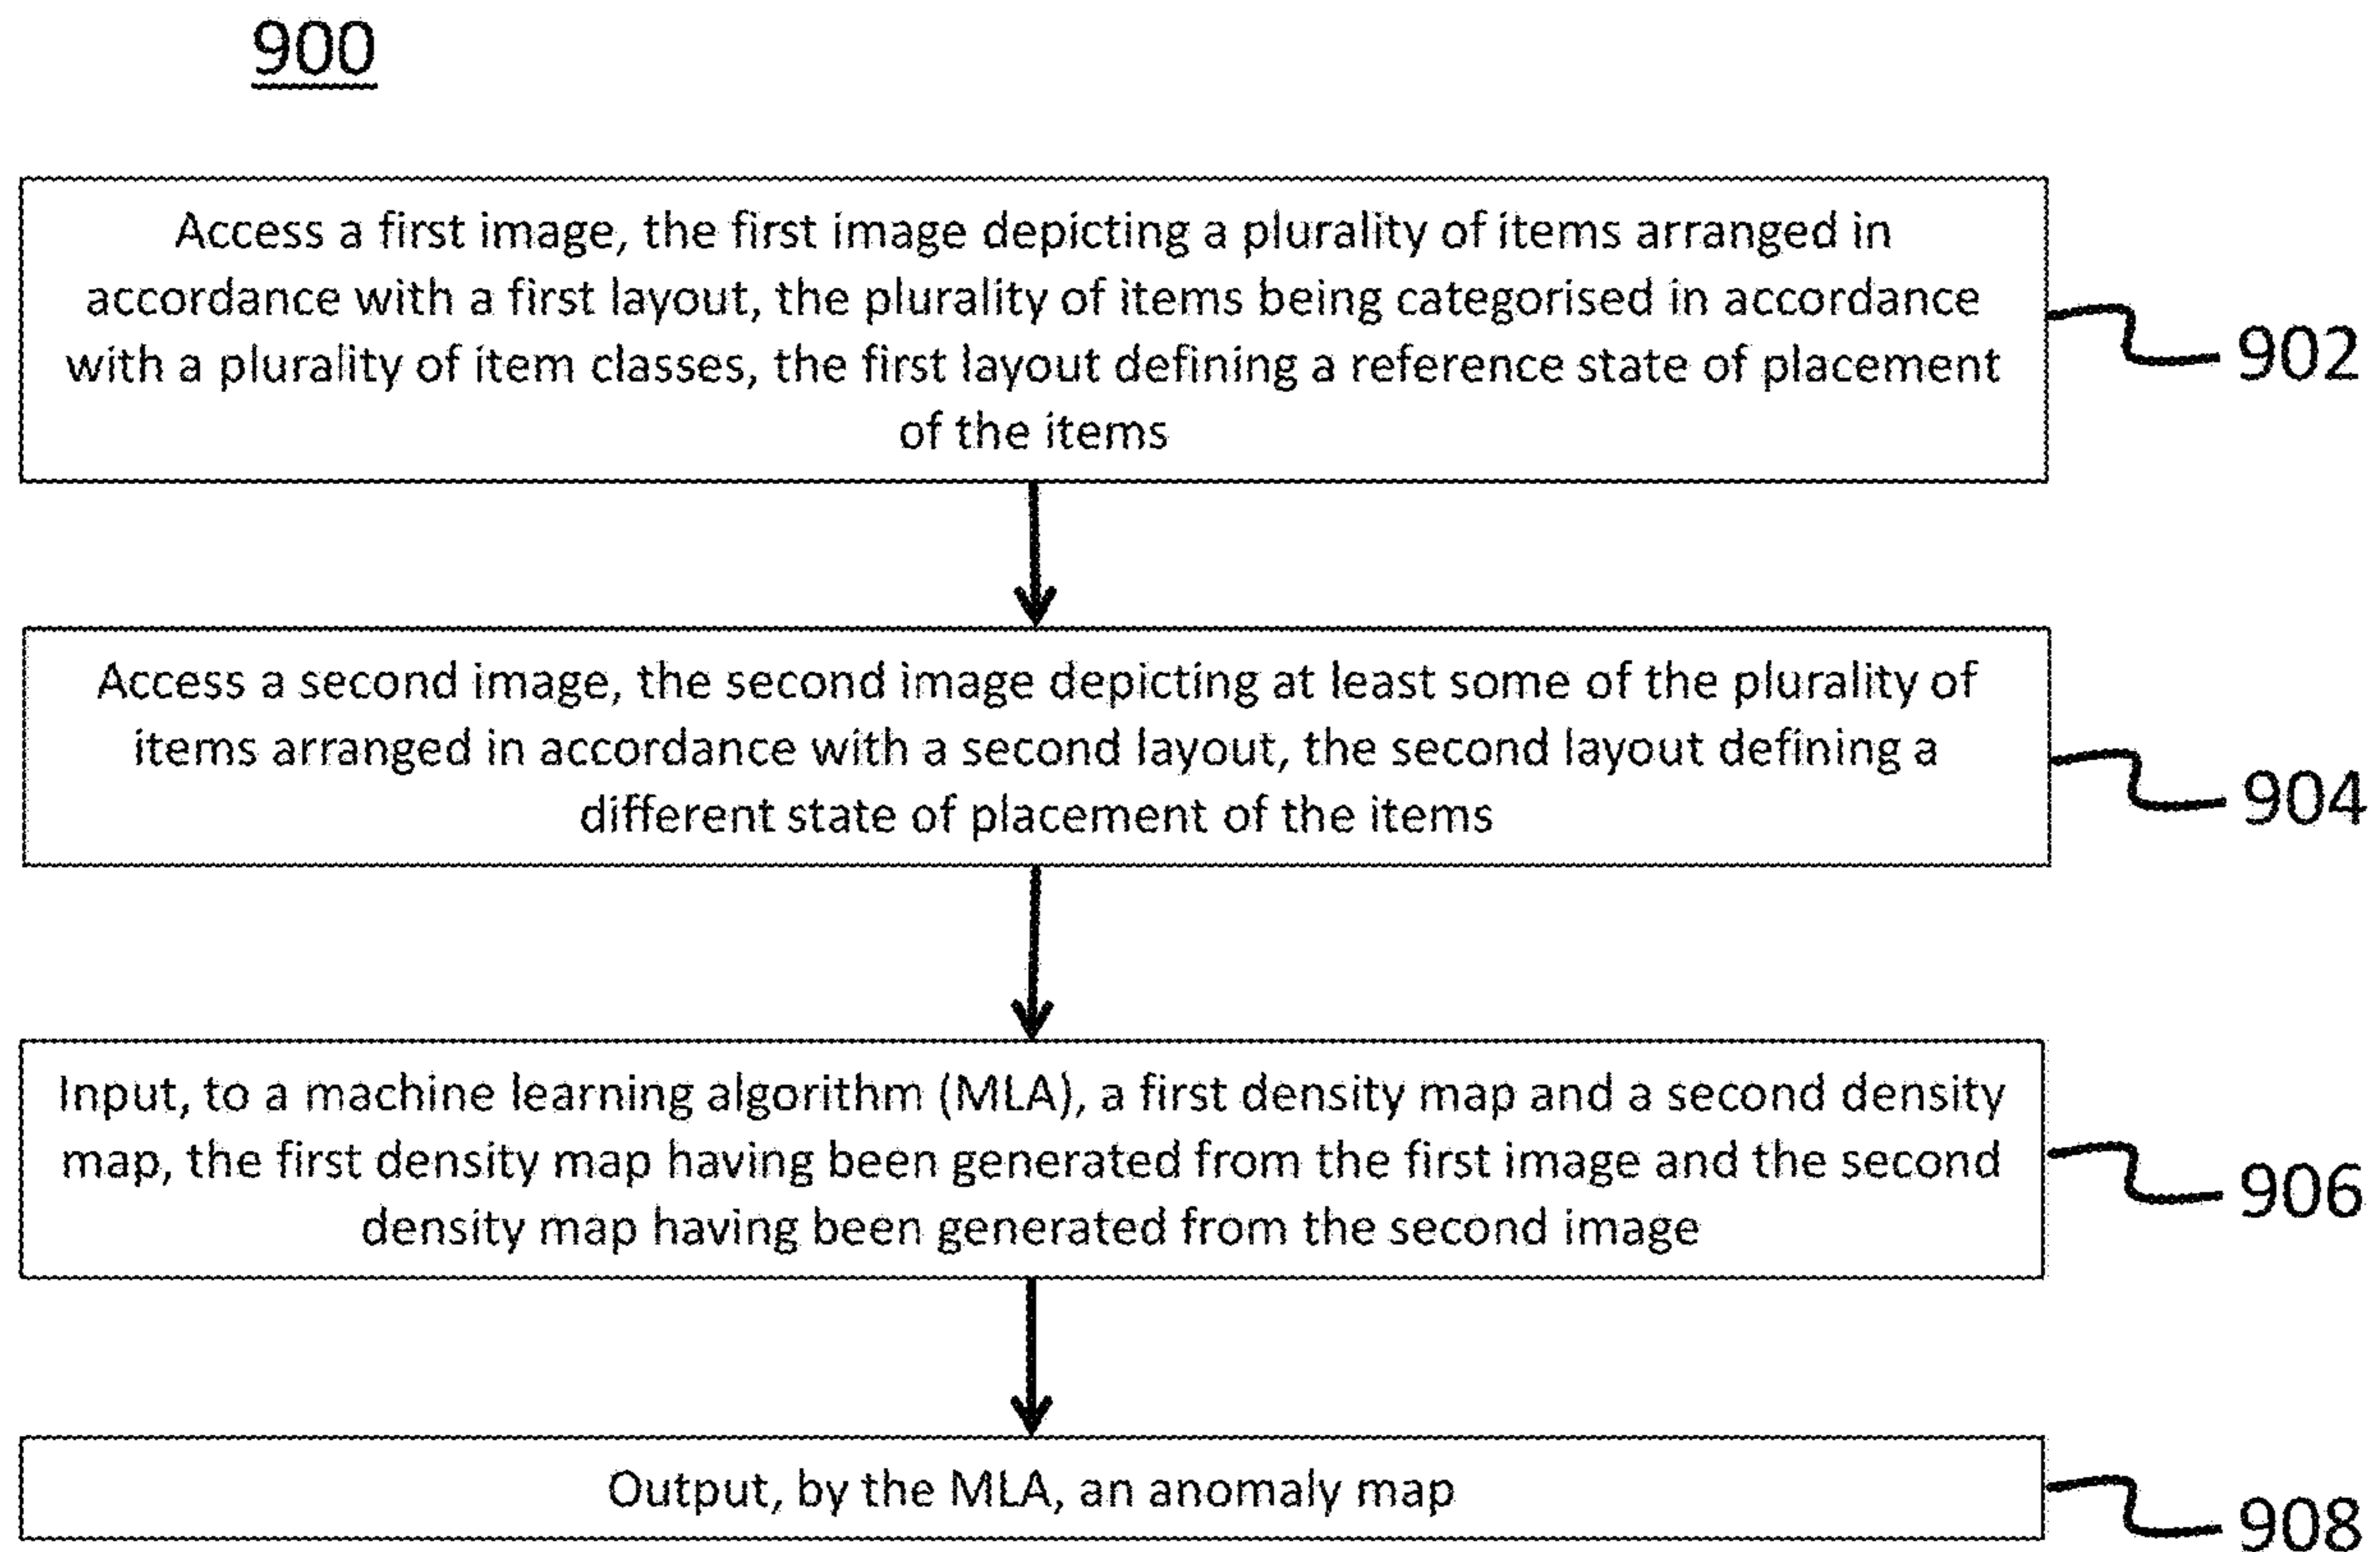 900
Access a first image, the first image depicting a plurality of items arranged in
accordance with a first layout, the plurality of items being categorised in accordance
with a plurality of item classes, the first layout defining a reference state of placement
of the items
902
Access a second image, the second image depicting at least some of the plurality of
items arranged in accordance with a second layout, the second layout defining a
different state of placement of the items
904
Input, to a machine learning algorithm (MLA), a first density map and a second density
map, the first density map having been generated from the first image and the second
density map having been generated from the second image
906
Output, by the MLA, an anomaly map
908